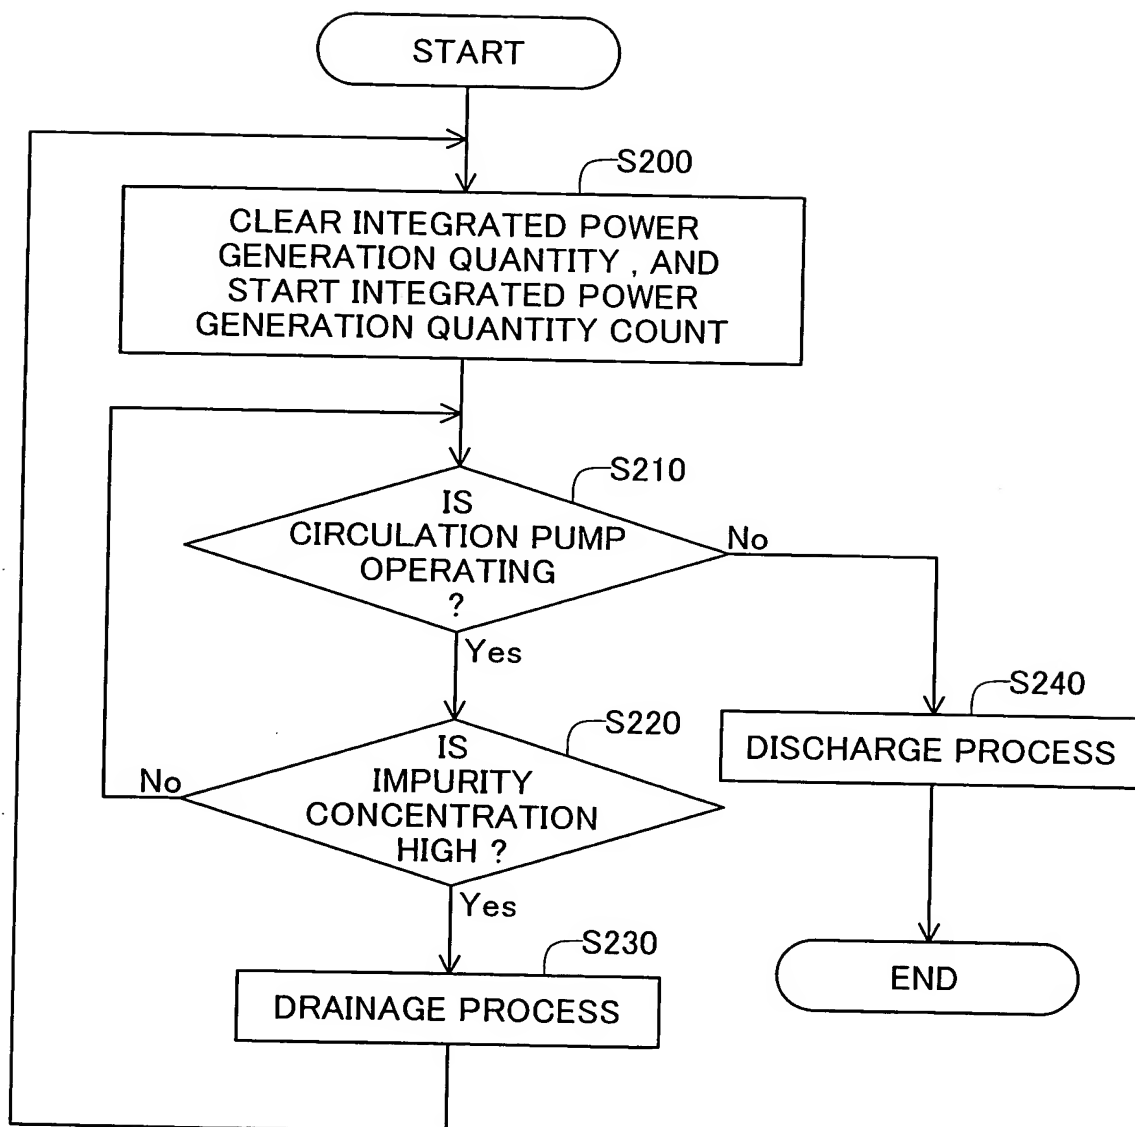 START
S200
CLEAR INTEGRATED POWER
GENERATION QUANTITY , AND
START INTEGRATED POWER
GENERATION QUANTITY COUNT
S210
IS
CIRCULATION PUMP
OPERATING
?
No
Yes
S220
IS
IMPURITY
CONCENTRATION
HIGH ?
No
Yes
S240
DISCHARGE PROCESS
S230
DRAINAGE PROCESS
END